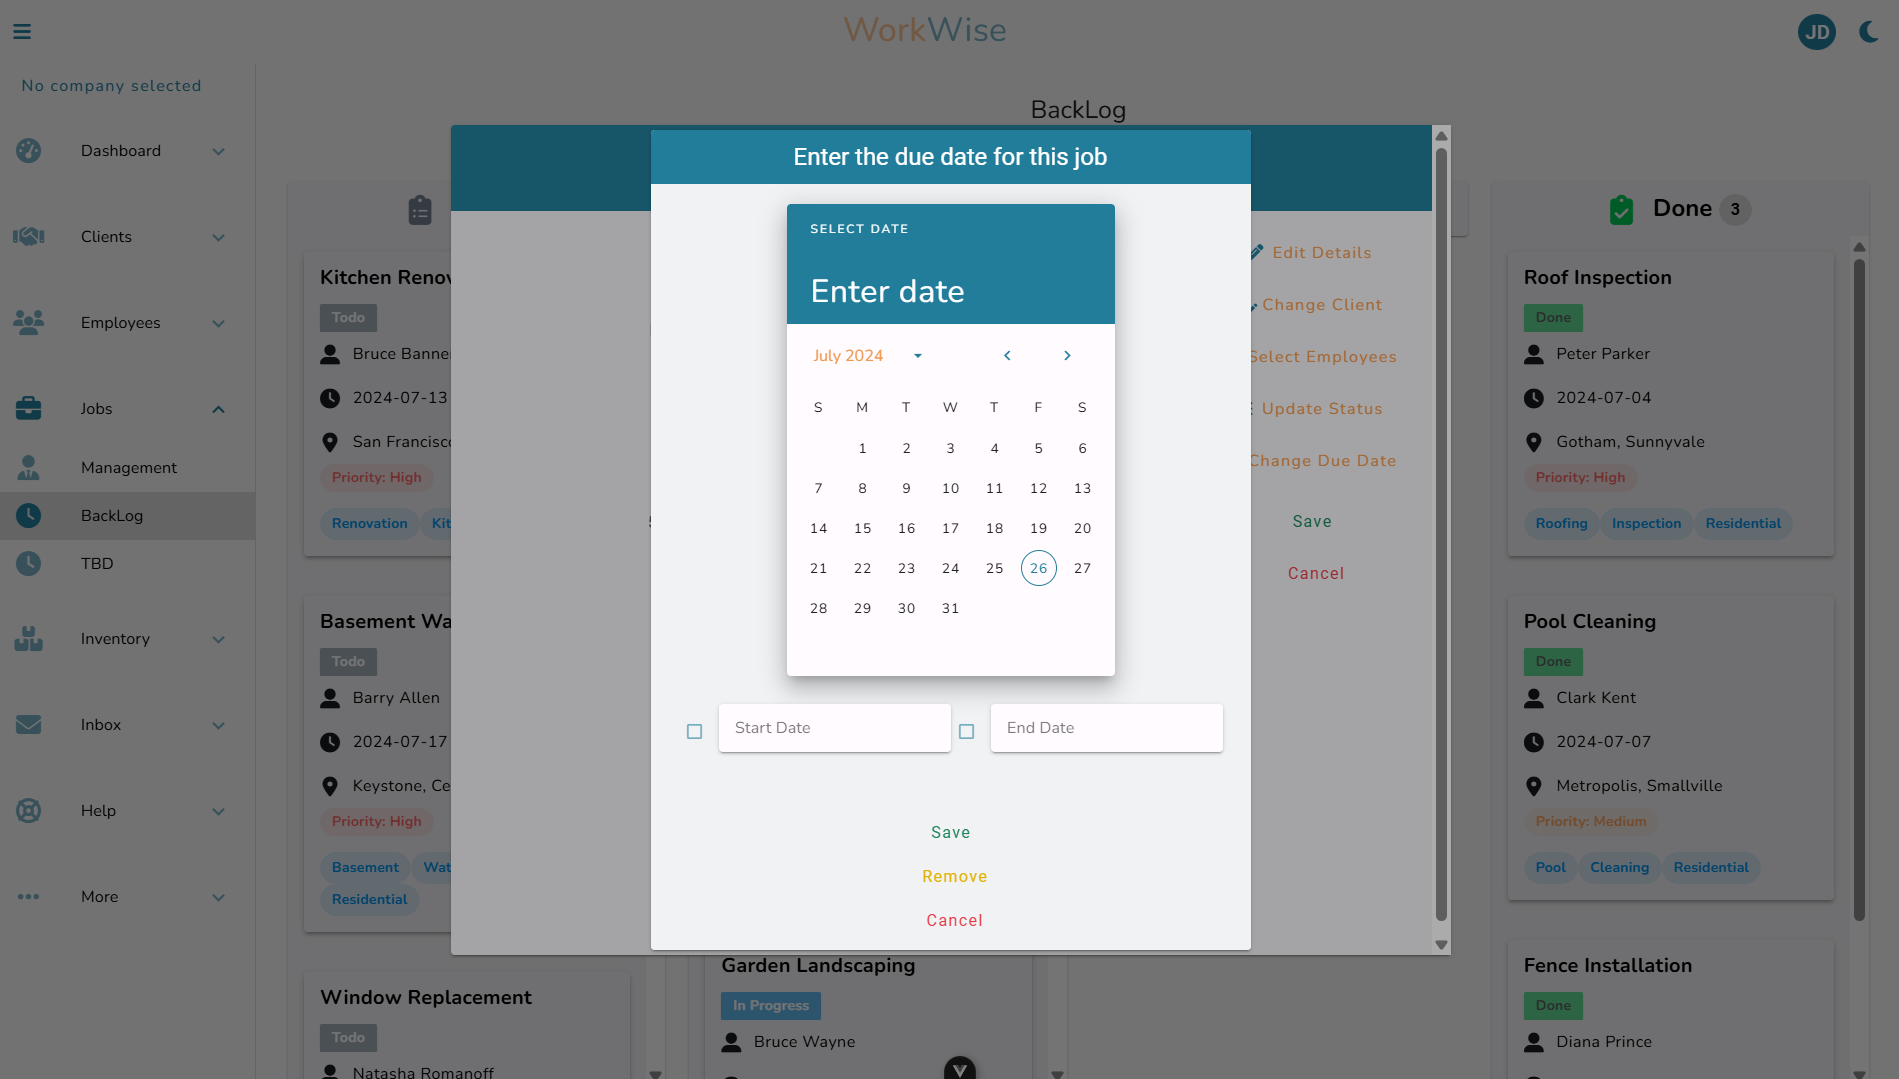 WorkWise
JD
No company selected
Dashboard
Clients
Employees
Jobs
Management
BackLog
TBD
Inventory
Inbox
Help
More
BackLog
Kitchen
Todo
Bruce
2024-07-13
San
Priority: High
Renovation
Basement
Todo
Barry Allen
2024-07-17
Keystone,
Priority: High
Basement
Residential
Window Replacement
Todo
Natasha Romanoff
Enter the due date for this job
SELECT DATE
Enter date
July 2024
S M T W T F S
1 2 3 4 5 6
7 8 9 10 11 12 13
14 15 16 17 18 19 20
21 22 23 24 25 26 27
28 29 30 31
Start Date
End Date
Save
Remove
Cancel
Edit Details
Change Client
Select Employees
Update Status
Change Due Date
Save
Cancel
Garden Landscaping
In Progress
Bruce Wayne
Done 3
Roof Inspection
Done
Peter Parker
2024-07-04
Gotham, Sunnyvale
Priority: High
Roofing Inspection Residential
Pool Cleaning
Done
Clark Kent
2024-07-07
Metropolis, Smallville
Priority: Medium
Pool Cleaning Residential
Fence Installation
Done
Diana Prince